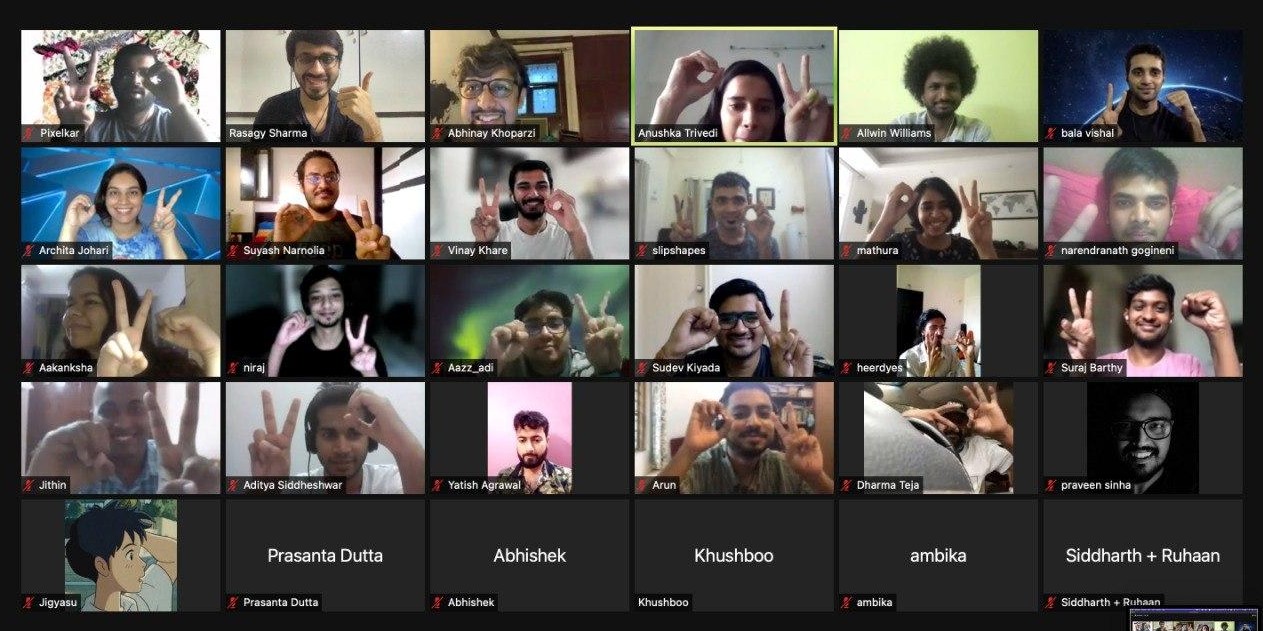 Pixelkar
Rasagy Sharma
Abhinay Khoparzi
Anushka Trivedi
Allwin Williams
bala vishal
Archita Johari
Suyash Narnolia
Vinay Khare
slipshapes
mathura
narendranath gogineni
Aakanksha
niraj
Aazz_adi
Sudev Kiyada
heerdyes
Suraj Barthy
Jithin
Aditya Siddheshwar
Yatish Agrawal
Arun
Dharma Teja
praveen sinha
Prasanta Dutta
Abhishek
Khushboo
ambika
Siddharth + Ruhaan
Jigyasu
Prasanta Dutta
Abhishek
Khushboo
ambika
Siddharth + Ruhaan